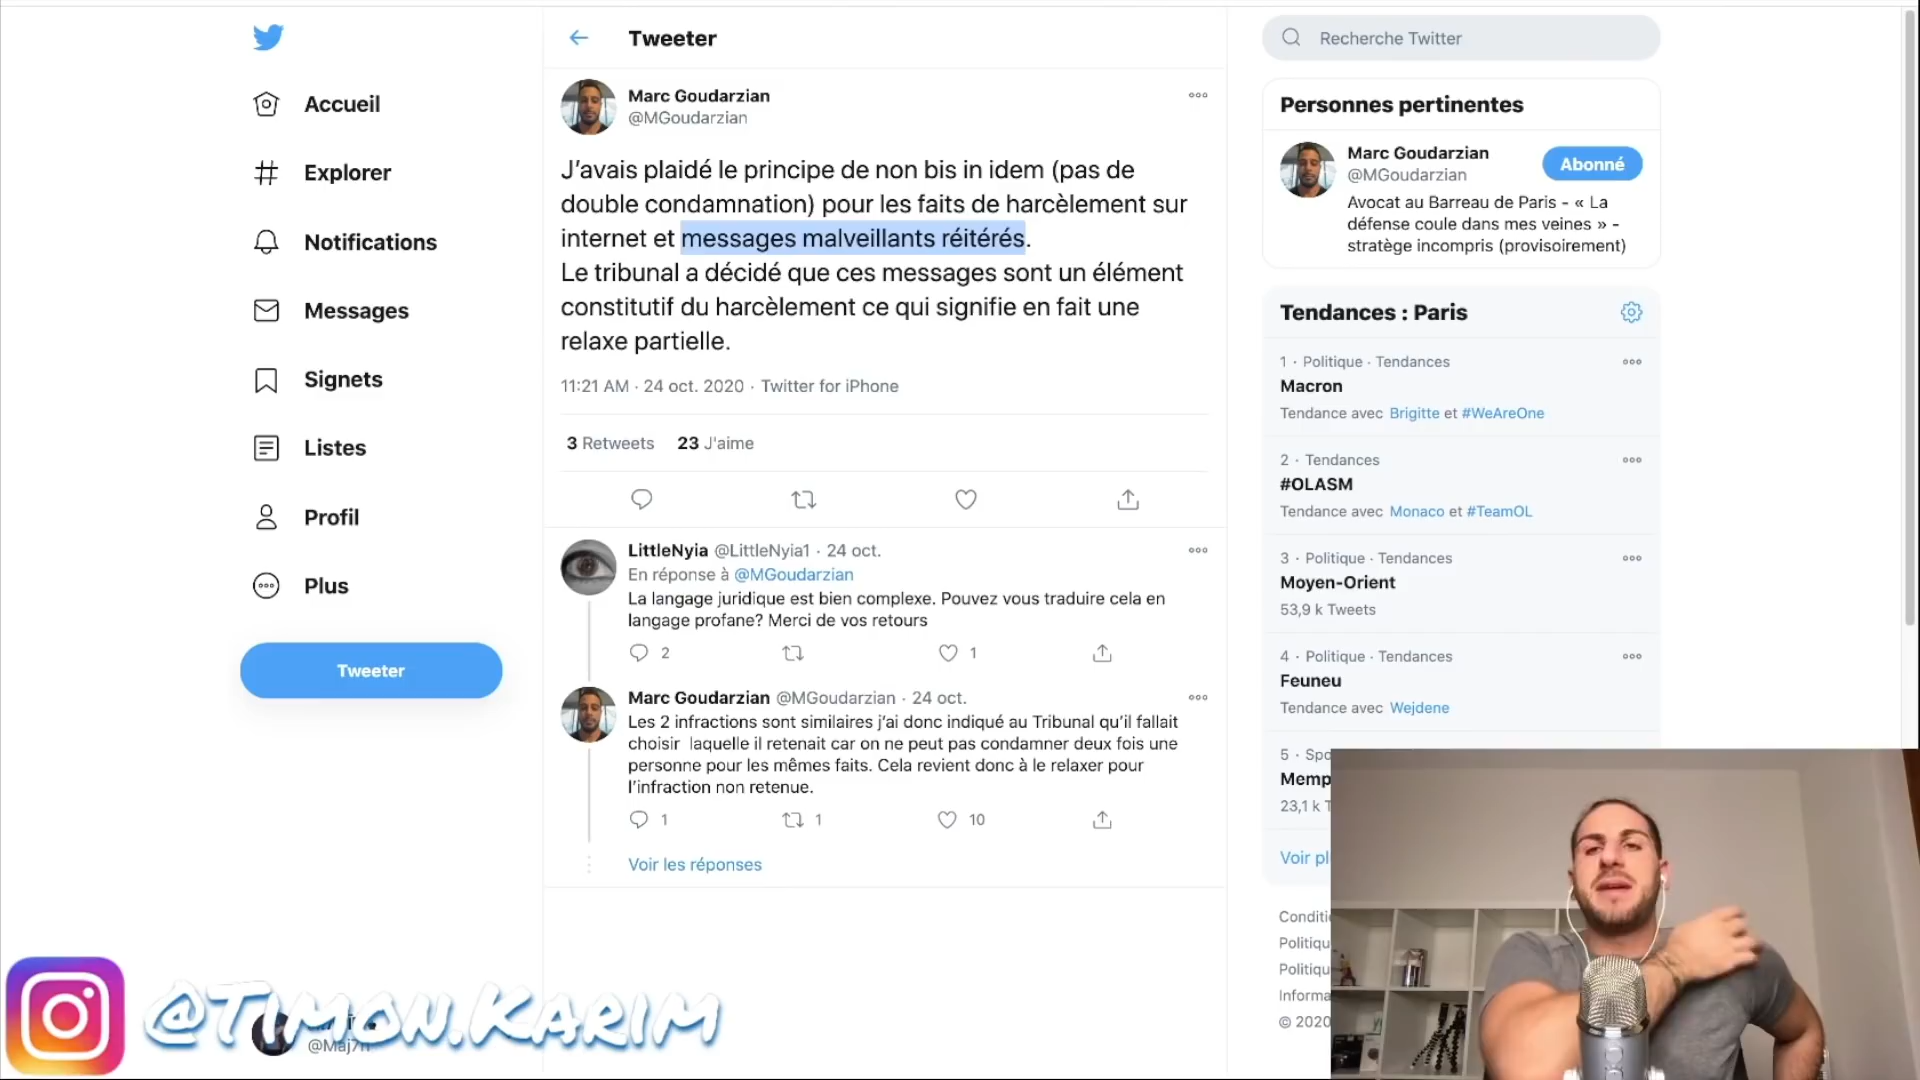 Accueil
Explorer
Notifications
Messages
Signets
Listes
Profil
Plus
Tweeter
Tweeter
Marc Goudarzian
@MGoudarzian
J'avais plaidé le principe de non bis in idem (pas de
double condamnation) pour les faits de harcèlement sur
internet et messages malveillants réitérés.
Le tribunal a décidé que ces messages sont un élément
constitutif du harcèlement ce qui signifie en fait une
relaxe partielle.
11:21 AM · 24 oct. 2020 · Twitter for iPhone
3 Retweets 23 J'aime
LittleNyia @LittleNyia1 · 24 oct.
En réponse à @MGoudarzian
La langage juridique est bien complexe. Pouvez vous traduire cela en
langage profane? Merci de vos retours
2 1
Marc Goudarzian @MGoudarzian · 24 oct.
Les 2 infractions sont similaires j'ai donc indiqué au Tribunal qu'il fallait
choisir laquelle il retenait car on ne peut pas condamner deux fois une
personne pour les mêmes faits. Cela revient donc à le relaxer pour
l'infraction non retenue.
1 1 10
Voir les réponses
Recherche Twitter
Personnes pertinentes
Marc Goudarzian
@MGoudarzian
Abonné
Avocat au Barreau de Paris - « La
défense coule dans mes veines » -
stratège incompris (provisoirement)
Tendances : Paris
1 · Politique · Tendances
Macron
Tendance avec Brigitte et #WeAreOne
2 · Tendances
#OLASM
Tendance avec Monaco et #TeamOL
3 · Politique · Tendances
Moyen-Orient
53,9 k Tweets
4 · Politique · Tendances
Feuneu
Tendance avec Wejdene
5 · Spo
Memp
23,1 k T
Voir pl
Conditi
Politiqu
Politiqu
Informa
© 2020
@Timon.Karim